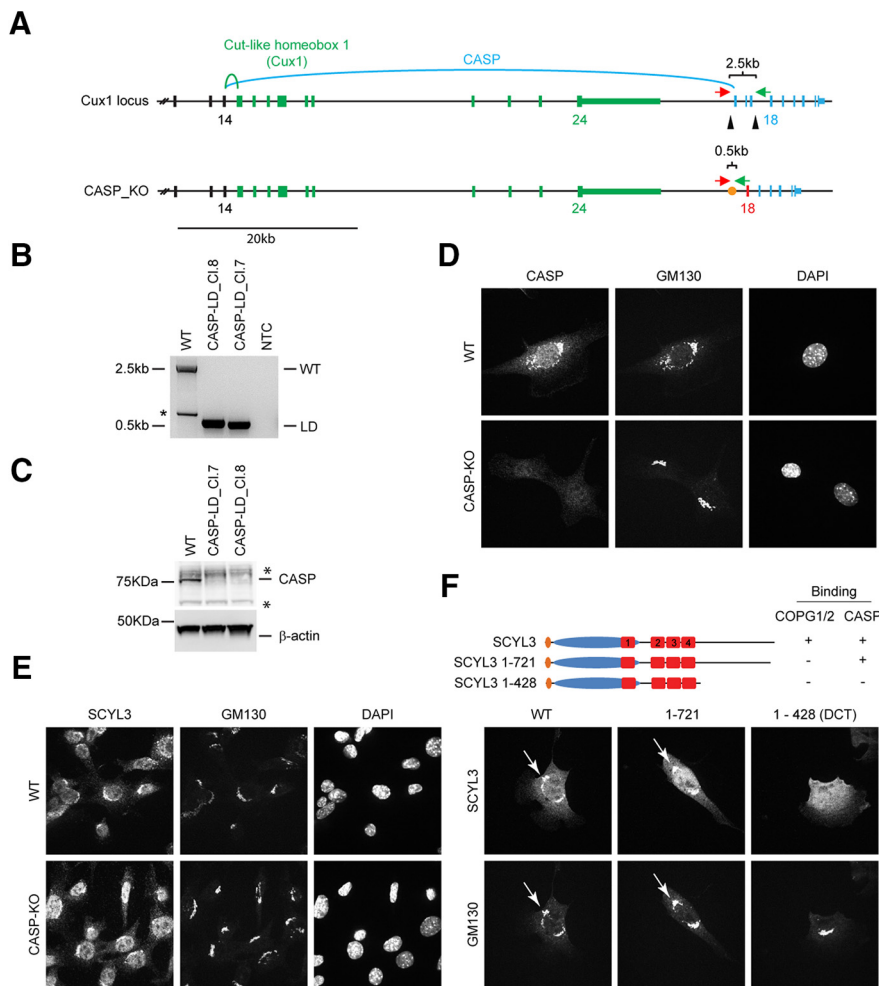 A
Cut-like homeobox 1
(Cux1)
CASP
2.5kb
Cux1 locus
14
24
18
0.5kb
CASP_KO
14
24
18
20kb
B
WT
CASP-LD_Cl.8
CASP-LD_Cl.7
NTC
2.5kb
WT
*
0.5kb
LD
C
WT
CASP-LD_Cl.7
CASP-LD_Cl.8
*
75KDa
CASP
*
50KDa
β-actin
D
CASP GM130 DAPI
WT
CASP-KO
E
SCYL3 GM130 DAPI
WT
CASP-KO
F
Binding
COPG1/2 CASP
SCYL3 1 2 3 4 + +
SCYL3 1-721 - +
SCYL3 1-428 - -
WT 1-721 1 - 428 (DCT)
SCYL3
GM130